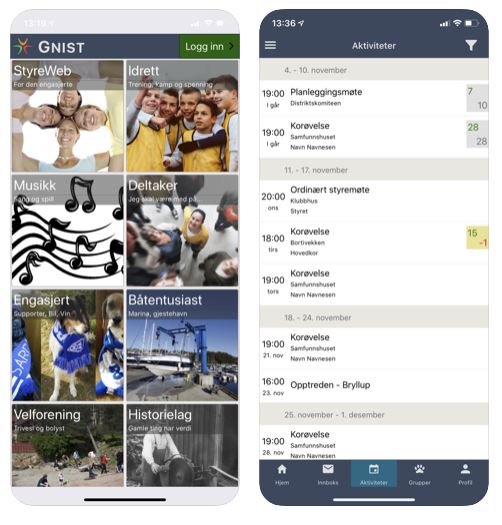 13:19
GNIST
Logg inn
StyreWeb
For den engasjerte
Idrett
Trening, kamp og spenning
Musikk
Sang og spill
Deltaker
Jeg skal være med på...
Engasjert
Supporter, Bil, Vin
Båtentusiast
Marina, gjestehavn
Velforening
Trivsel og bolyst
Historielag
Gamle ting har verdi
13:36
Aktiviteter
4. - 10. november
19:00
I går
Planleggingsmøte
Distriktskomiteen
7
10
19:00
I går
Korøvelse
Samfunnshuset
Navn Navnesen
28
28
11. - 17. november
20:00
ons
Ordinært styremøte
Klubbhus
Styret
18:00
tirs
Korøvelse
Bortivekken
Hovedkor
15
-1
19:00
tors
Korøvelse
Samfunnshuset
Navn Navnesen
18. - 24. november
19:00
21. nov
Korøvelse
Samfunnshuset
Navn Navnesen
16:00
23. nov
Opptreden - Bryllup
25. november - 1. desember
19:00
28. nov
Korøvelse
Samfunnshuset
Navn Navnesen
Hjem
Innboks
Aktiviteter
Grupper
Profil